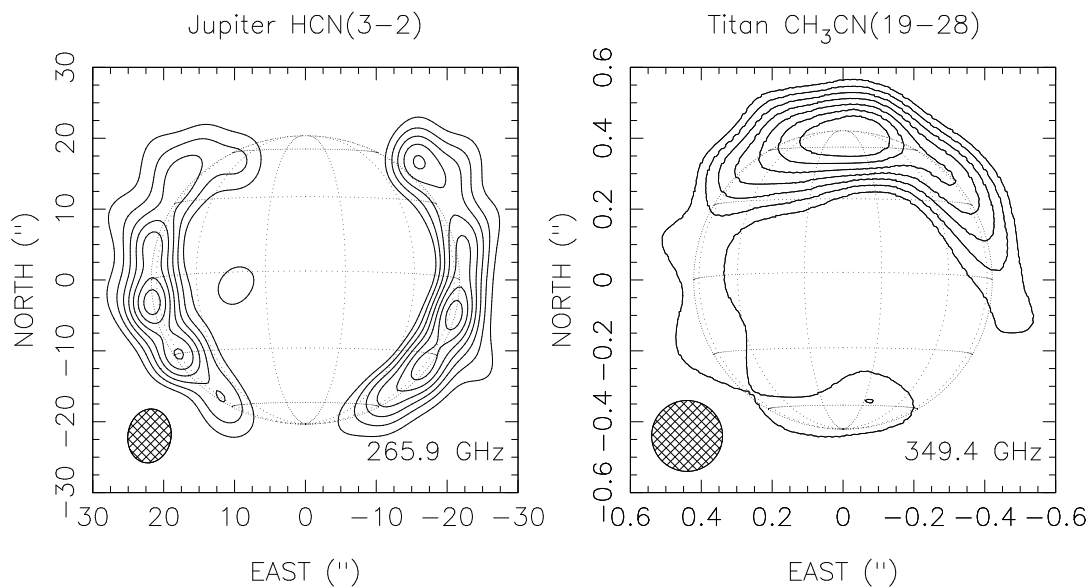 Jupiter HCN(3−2)
30
20
10
0
−10
−20
−30
NORTH ('')
265.9 GHz
30 20 10 0 −10 −20 −30
EAST ('')
Titan CH₃CN(19−28)
0.6
0.4
0.2
0
−0.2
−0.4
−0.6
NORTH ('')
349.4 GHz
0.6 0.4 0.2 0 −0.2 −0.4 −0.6
EAST ('')